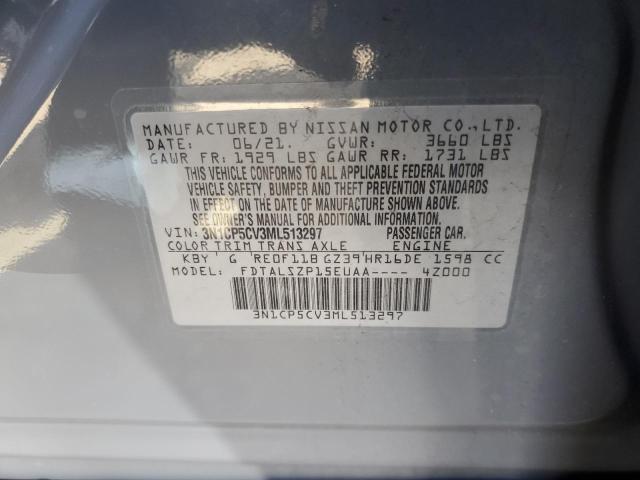 MANUFACTURED BY NISSAN MOTOR CO.,LTD.
DATE: 06/21. GVWR: 3660 LBS
GAWR FR: 1929 LBS GAWR RR: 1731 LBS
THIS VEHICLE CONFORMS TO ALL APPLICABLE FEDERAL MOTOR
VEHICLE SAFETY, BUMPER AND THEFT PREVENTION STANDARDS
IN EFFECT ON THE DATE OF MANUFACTURE SHOWN ABOVE.
SEE OWNER'S MANUAL FOR ADDITIONAL INFORMATION.
VIN: 3N1CP5CV3ML513297 PASSENGER CAR.
COLOR TRIM TRANS AXLE ENGINE
KBY G RE0F11B GZ39 HR16DE 1598 CC
MODEL: FDTALSZP15EUAA---- 4Z000
3N1CP5CV3ML513297